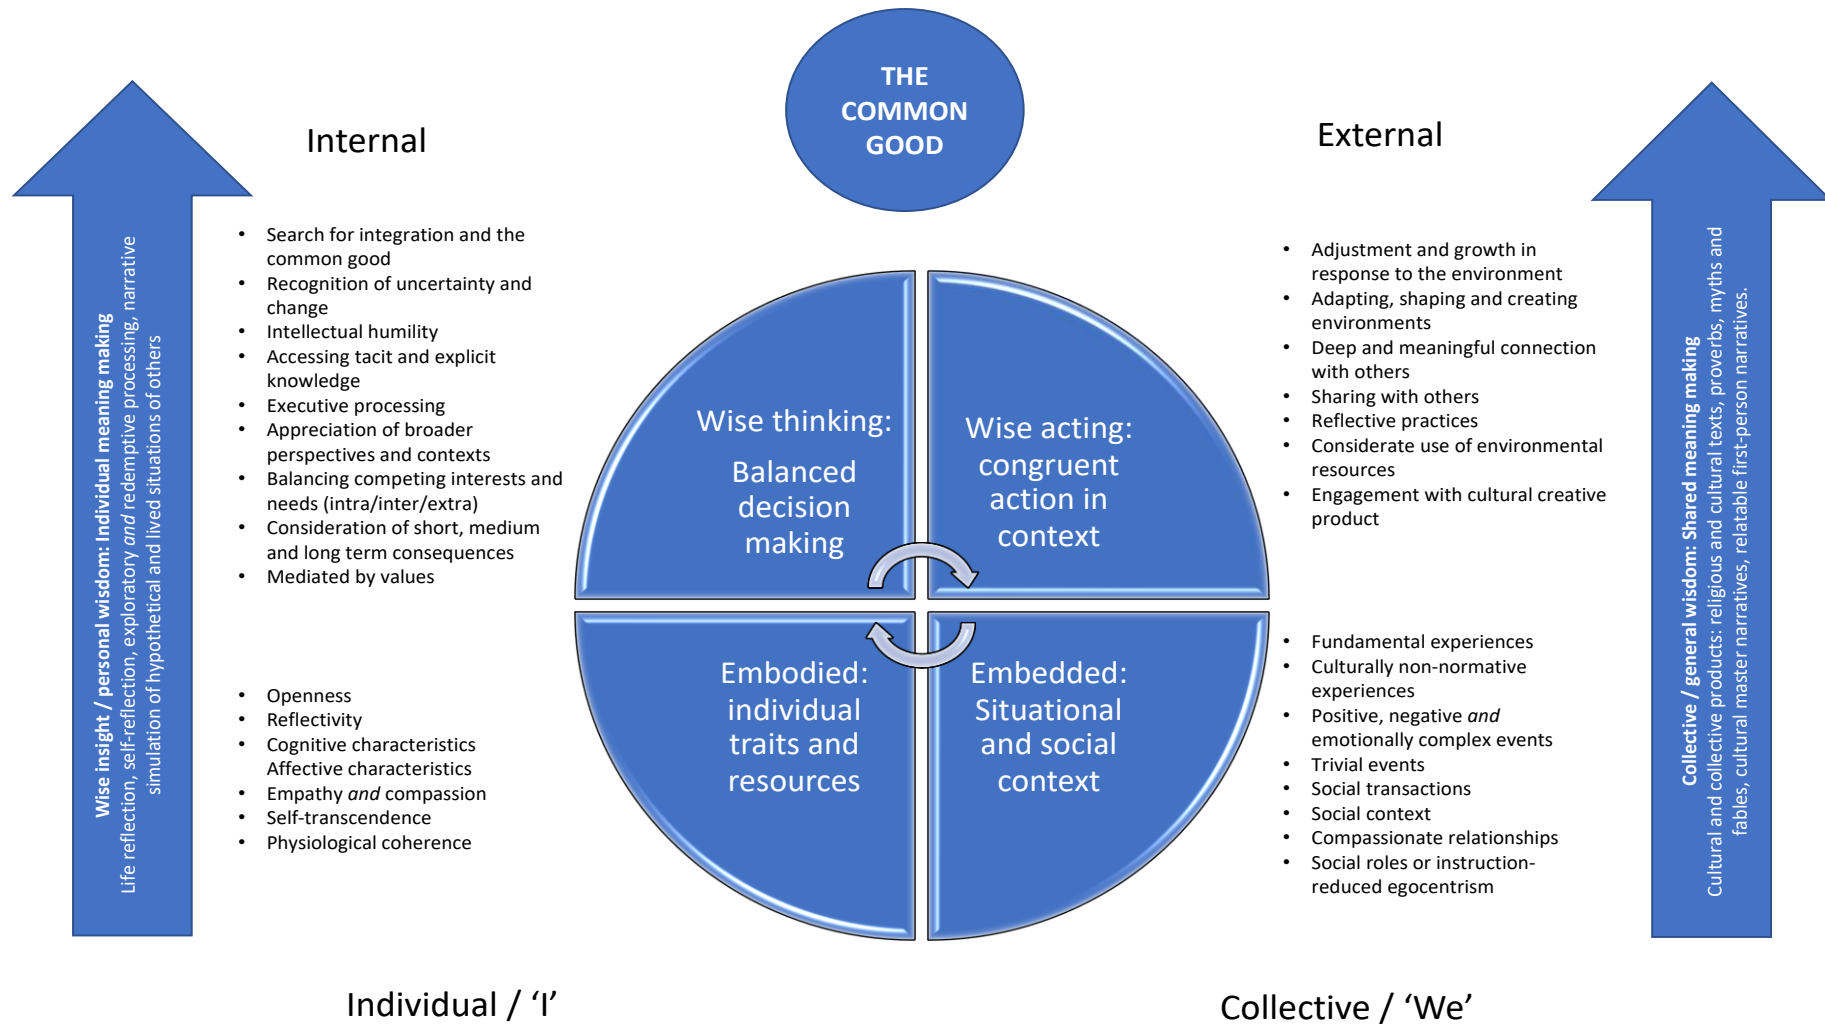 THE
COMMON
GOOD
Internal
External
Wise insight / personal wisdom: Individual meaning making
Life reflection, self-reflection, exploratory and redemptive processing, narrative
simulation of hypothetical and lived situations of others
• Search for integration and the
common good
• Recognition of uncertainty and
change
• Intellectual humility
• Accessing tacit and explicit
knowledge
• Executive processing
• Appreciation of broader
perspectives and contexts
• Balancing competing interests and
needs (intra/inter/extra)
• Consideration of short, medium
and long term consequences
• Mediated by values
• Openness
• Reflectivity
• Cognitive characteristics
Affective characteristics
• Empathy and compassion
• Self-transcendence
• Physiological coherence
Wise thinking:
Balanced
decision
making
Wise acting:
congruent
action in
context
Embodied:
individual
traits and
resources
Embedded:
Situational
and social
context
• Adjustment and growth in
response to the environment
• Adapting, shaping and creating
environments
• Deep and meaningful connection
with others
• Sharing with others
• Reflective practices
• Considerate use of environmental
resources
• Engagement with cultural creative
product
• Fundamental experiences
• Culturally non-normative
experiences
• Positive, negative and
emotionally complex events
• Trivial events
• Social transactions
• Social context
• Compassionate relationships
• Social roles or instruction-
reduced egocentrism
Collective / general wisdom: Shared meaning making
Cultural and collective products: religious and cultural texts, proverbs, myths and
fables, cultural master narratives, relatable first-person narratives.
Individual / ‘I’
Collective / ‘We’